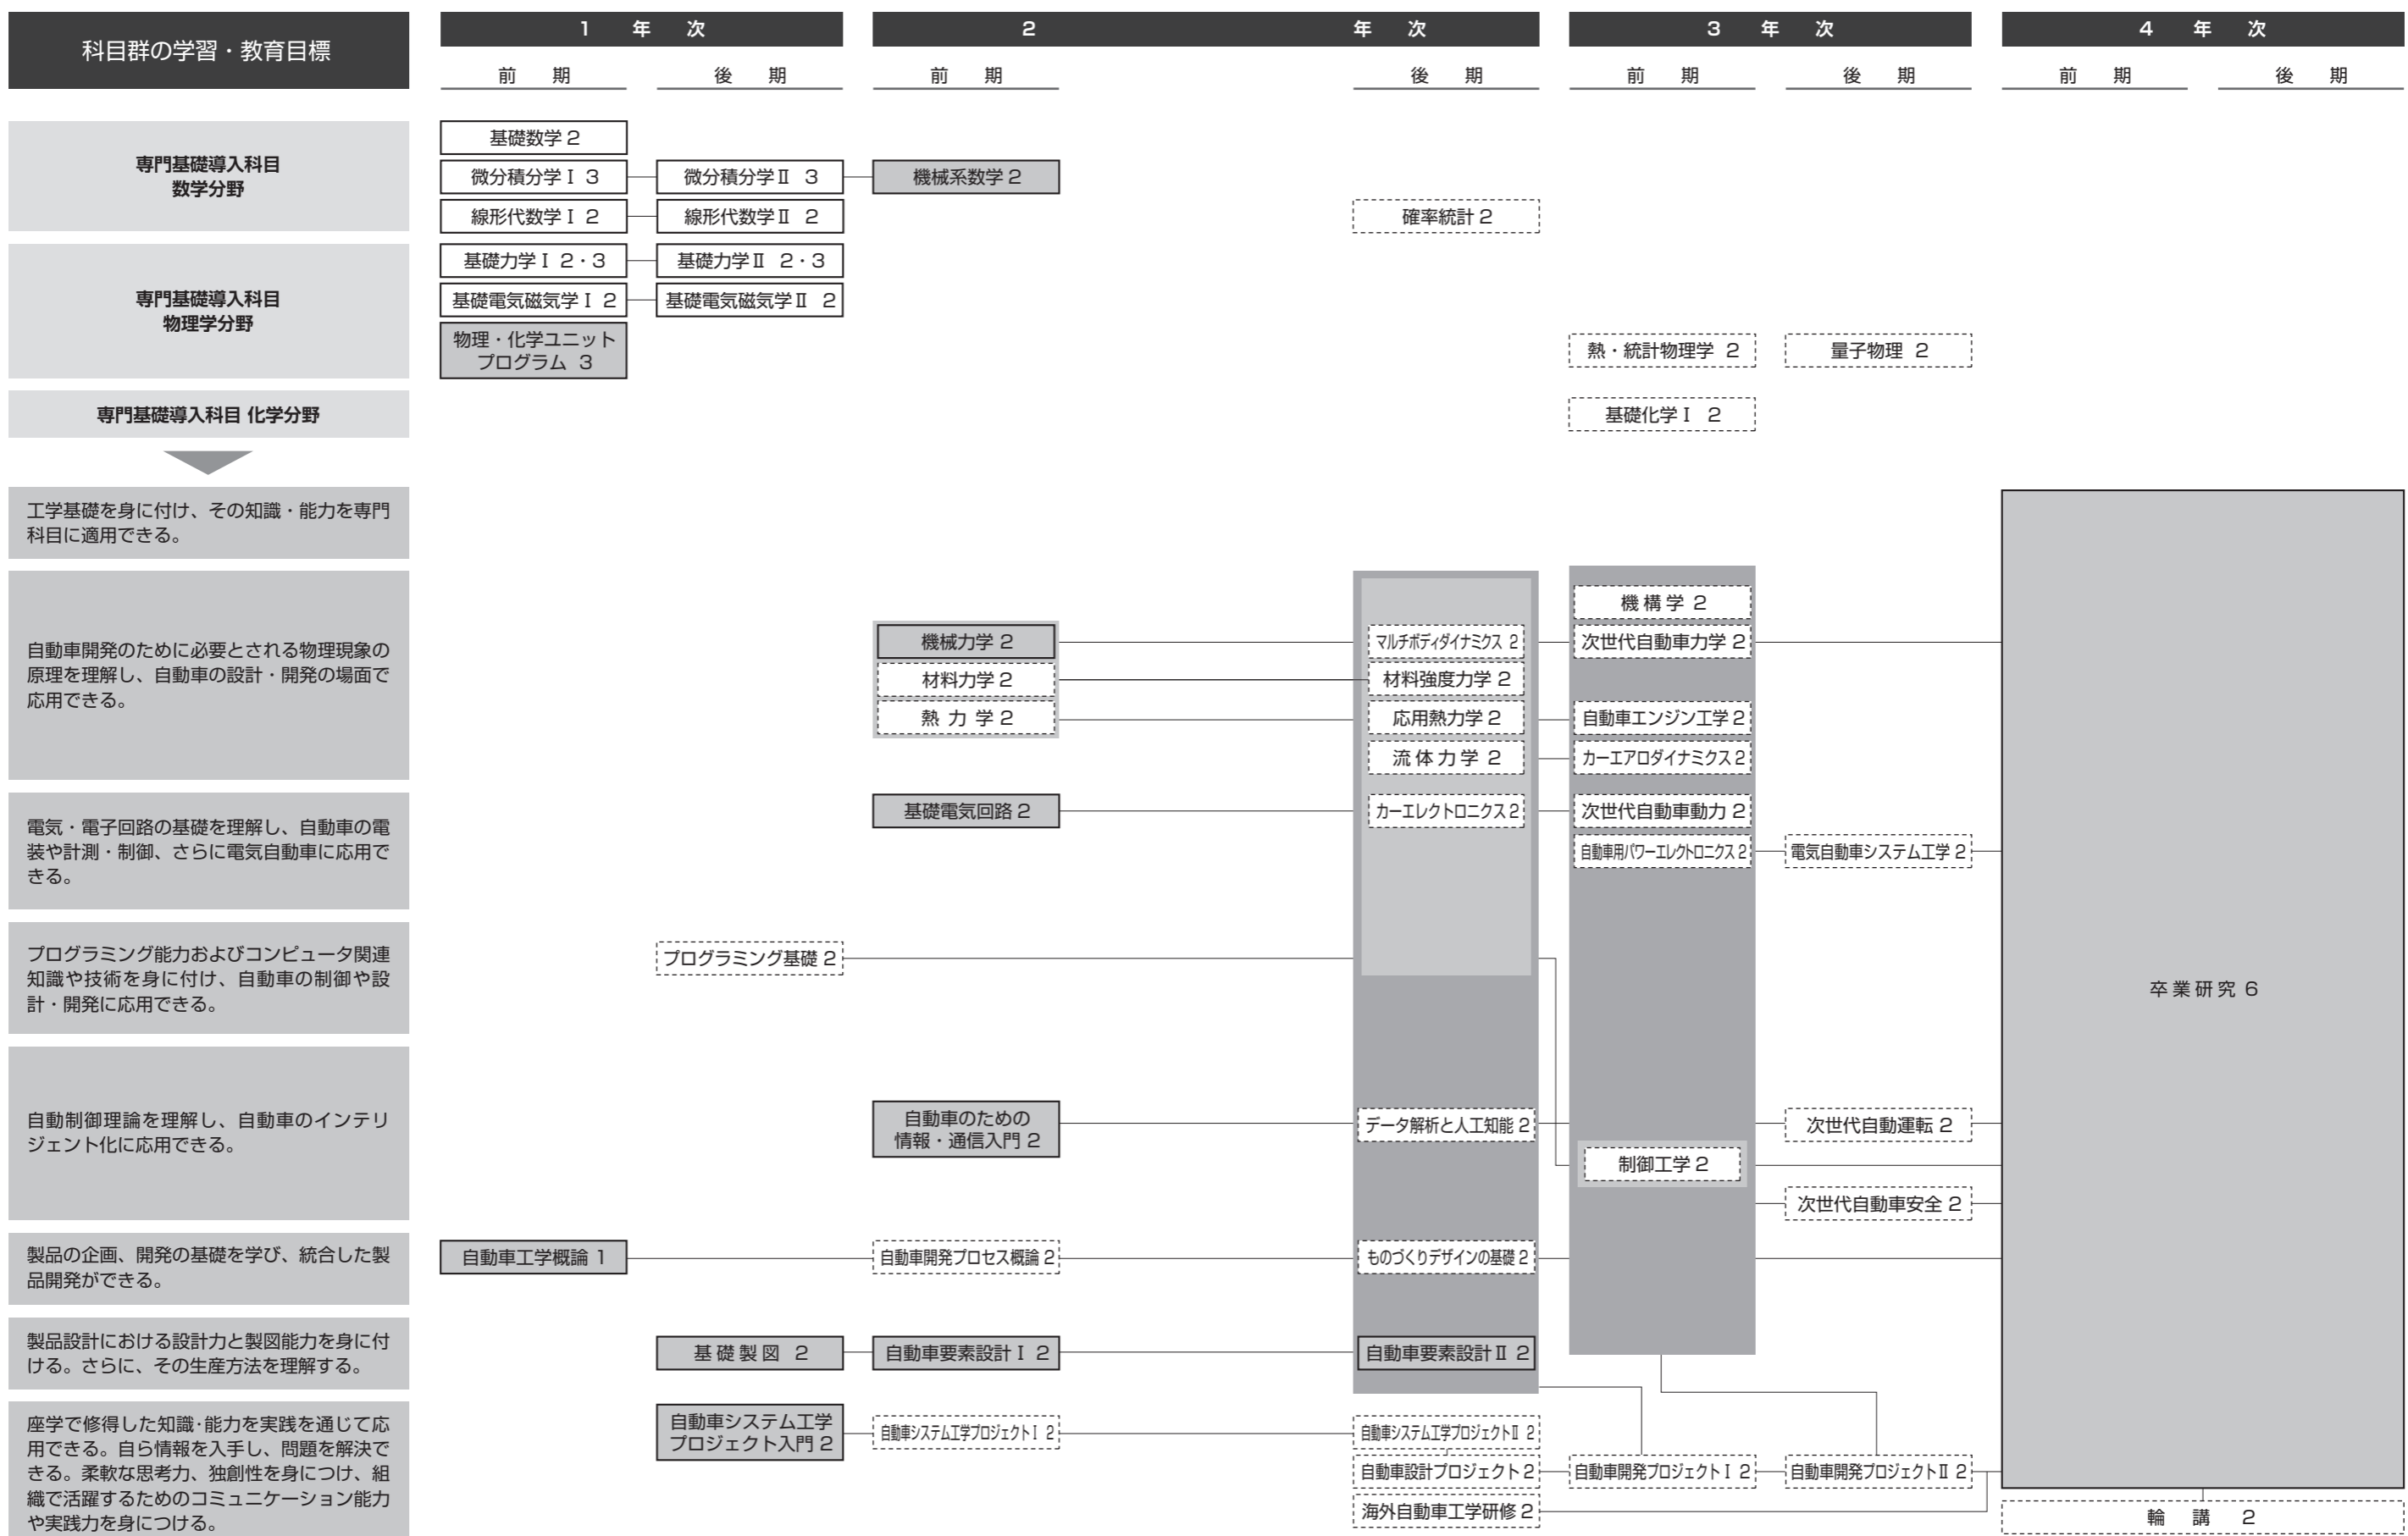 科目群の学習・教育目標
1 年 次
2 年 次
3 年 次
4 年 次
前 期
後 期
前 期
後 期
前 期
後 期
前 期
後 期
専門基礎導入科目
数学分野
基礎数学 2
微分積分学Ⅰ 3
微分積分学Ⅱ 3
機械系数学 2
線形代数学Ⅰ 2
線形代数学Ⅱ 2
確率統計 2
専門基礎導入科目
物理学分野
基礎力学Ⅰ 2・3
基礎力学Ⅱ 2・3
基礎電気磁気学Ⅰ 2
基礎電気磁気学Ⅱ 2
物理・化学ユニット
プログラム 3
熱・統計物理学 2
量子物理 2
専門基礎導入科目 化学分野
基礎化学Ⅰ 2
工学基礎を身に付け、その知識・能力を専門
科目に適用できる。
自動車開発のために必要とされる物理現象の
原理を理解し、自動車の設計・開発の場面で
応用できる。
機構学 2
機械力学 2
マルチボディダイナミクス 2
次世代自動車力学 2
材料力学 2
材料強度力学 2
熱力学 2
応用熱力学 2
自動車エンジン工学 2
流体力学 2
カーエアロダイナミクス 2
電気・電子回路の基礎を理解し、自動車の電
装や計測・制御、さらに電気自動車に応用で
きる。
基礎電気回路 2
カーエレクトロニクス 2
次世代自動車動力 2
自動車用パワーエレクトロニクス 2
電気自動車システム工学 2
プログラミング能力およびコンピュータ関連
知識や技術を身に付け、自動車の制御や設
計・開発に応用できる。
プログラミング基礎 2
卒業研究 6
自動制御理論を理解し、自動車のインテリ
ジェント化に応用できる。
自動車のための
情報・通信入門 2
データ解析と人工知能 2
次世代自動運転 2
制御工学 2
次世代自動車安全 2
製品の企画、開発の基礎を学び、統合した製
品開発ができる。
自動車工学概論 1
自動車開発プロセス概論 2
ものづくりデザインの基礎 2
製品設計における設計力と製図能力を身に付
ける。さらに、その生産方法を理解する。
基礎製図 2
自動車要素設計Ⅰ 2
自動車要素設計Ⅱ 2
座学で修得した知識・能力を実践を通じて応
用できる。自ら情報を入手し、問題を解決で
きる。柔軟な思考力、独創性を身につけ、組
織で活躍するためのコミュニケーション能力
や実践力を身につける。
自動車システム工学
プロジェクト入門 2
自動車システム工学プロジェクトⅠ 2
自動車システム工学プロジェクトⅡ 2
自動車設計プロジェクト 2
自動車開発プロジェクトⅠ 2
自動車開発プロジェクトⅡ 2
海外自動車工学研修 2
輪講 2